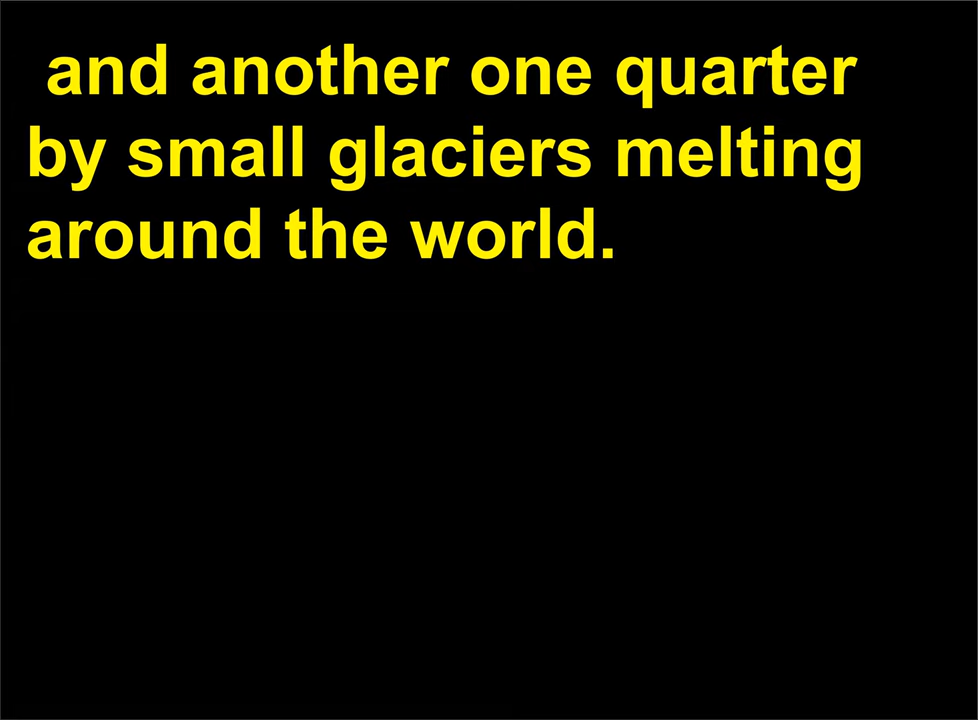 and another one quarter
by small glaciers melting
around the world.